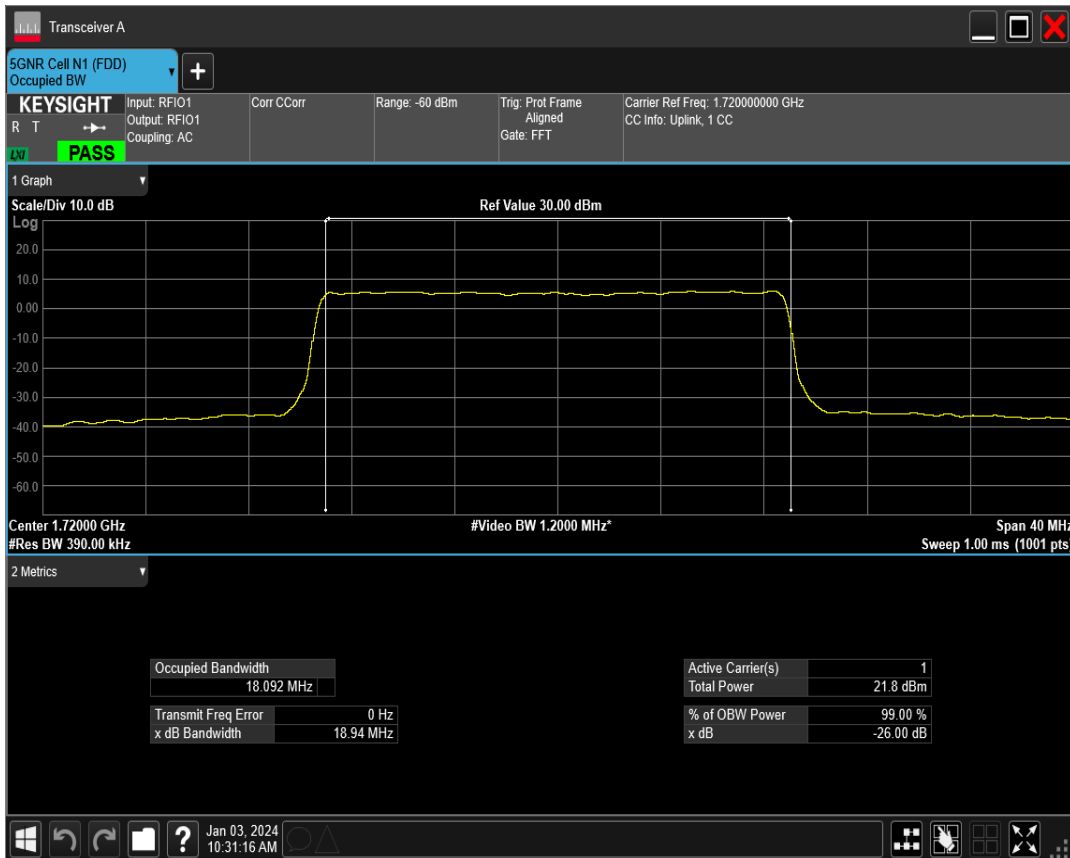 Transceiver A
5GNR Cell N1 (FDD)
Occupied BW
+
KEYSIGHT
R T
LXI
PASS
Input: RFIO1
Output: RFIO1
Coupling: AC
Corr CCorr
Range: -60 dBm
Trig: Prot Frame
Aligned
Gate: FFT
Carrier Ref Freq: 1.720000000 GHz
CC Info: Uplink, 1 CC
1 Graph
Scale/Div 10.0 dB
Ref Value 30.00 dBm
Log
20.0
10.0
0.00
-10.0
-20.0
-30.0
-40.0
-50.0
-60.0
Center 1.72000 GHz
#Video BW 1.2000 MHz*
Span 40 MHz
#Res BW 390.00 kHz
Sweep 1.00 ms (1001 pts)
2 Metrics
Occupied Bandwidth
18.092 MHz
Transmit Freq Error 0 Hz
x dB Bandwidth 18.94 MHz
Active Carrier(s) 1
Total Power 21.8 dBm
% of OBW Power 99.00 %
x dB -26.00 dB
?
Jan 03, 2024
10:31:16 AM